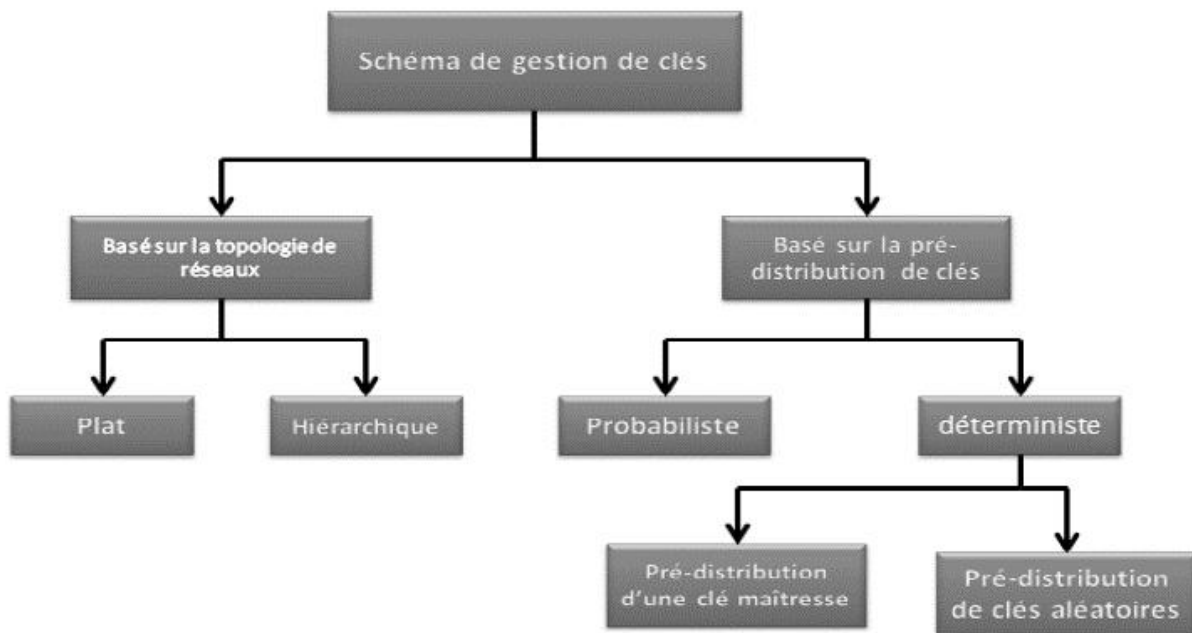 Schéma de gestion de clés
Basé sur la topologie de
réseaux
Basé sur la pré-
distribution de clés
Plat
Hiérarchique
Probabiliste
déterministe
Pré-distribution
d'une clé maîtresse
Pré-distribution
de clés aléatoires